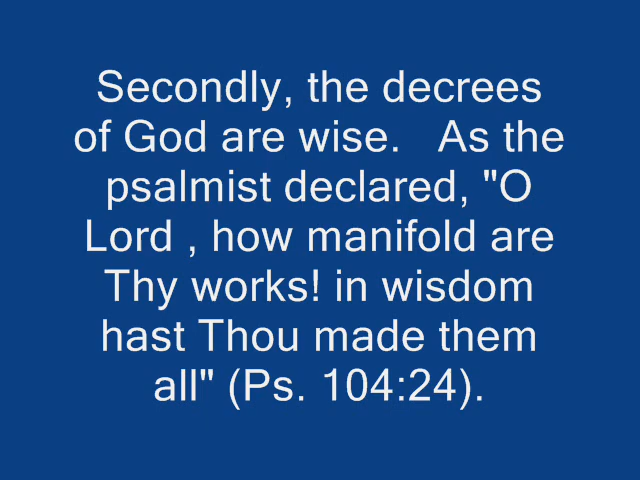 Secondly, the decrees
of God are wise.   As the
psalmist declared, "O
Lord , how manifold are
Thy works! in wisdom
hast Thou made them
all" (Ps. 104:24).